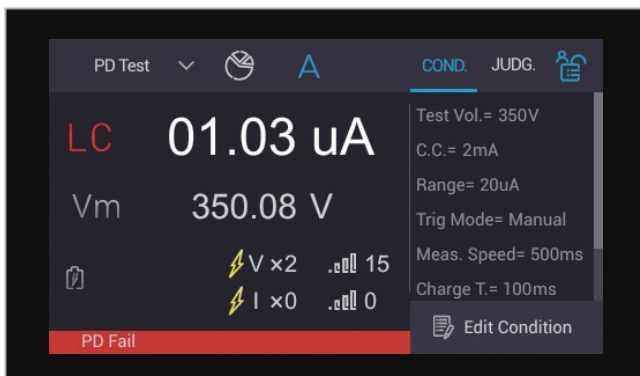 PD Test A COND. JUDG.
LC 01.03 uA
Vm 350.08 V
V ×2 15
I ×0 0
PD Fail
Test Vol.= 350V
C.C.= 2mA
Range= 20uA
Trig Mode= Manual
Meas. Speed= 500ms
Charge T.= 100ms
Edit Condition